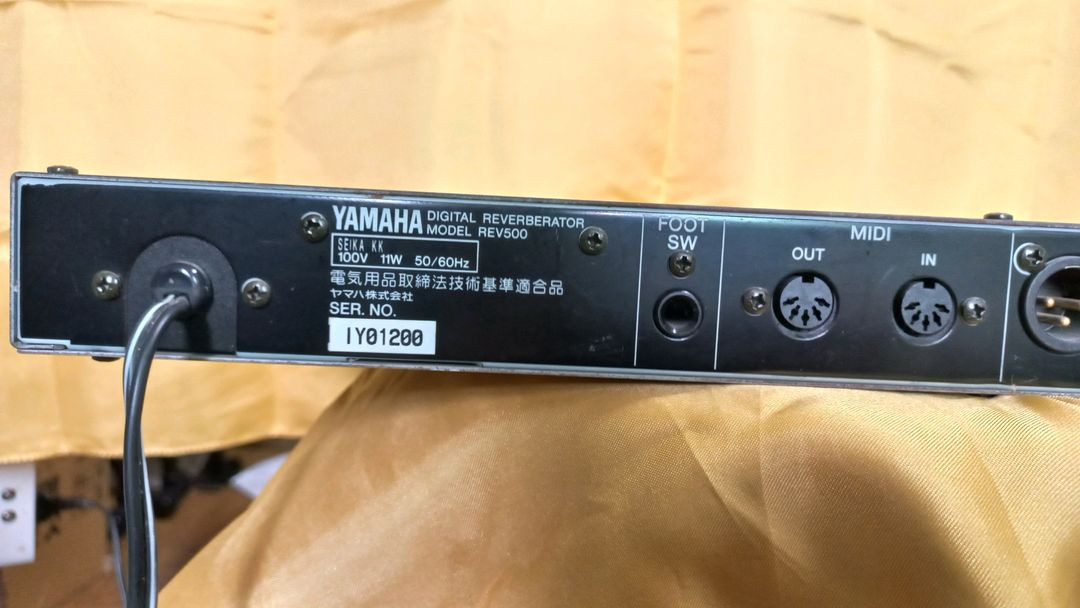 YAMAHA DIGITAL REVERBERATOR
MODEL REV500
SEIKA KK
100V 11W 50/60Hz
電気用品取締法技術基準適合品
ヤマハ株式会社
SER. NO.
IY01200
FOOT
SW
MIDI
OUT
IN